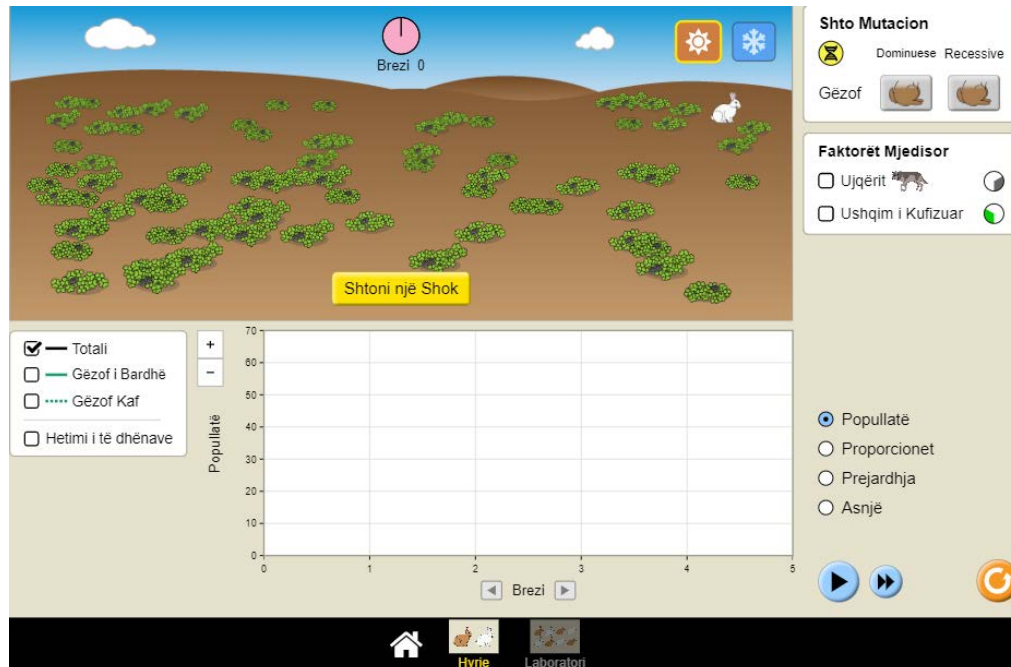 Brezi 0
Shtoni një Shok
Shto Mutacion
Dominuese Recessive
Gëzof
Faktorët Mjedisor
Ujqërit
Ushqim i Kufizuar
Totali
Gëzof i Bardhë
Gëzof Kaf
Hetimi i të dhënave
+
−
Popullatë
70
60
50
40
30
20
10
0
0 1 2 3 4 5
Brezi
Popullatë
Proporcionet
Prejardhja
Asnjë
Hyrje
Laboratori